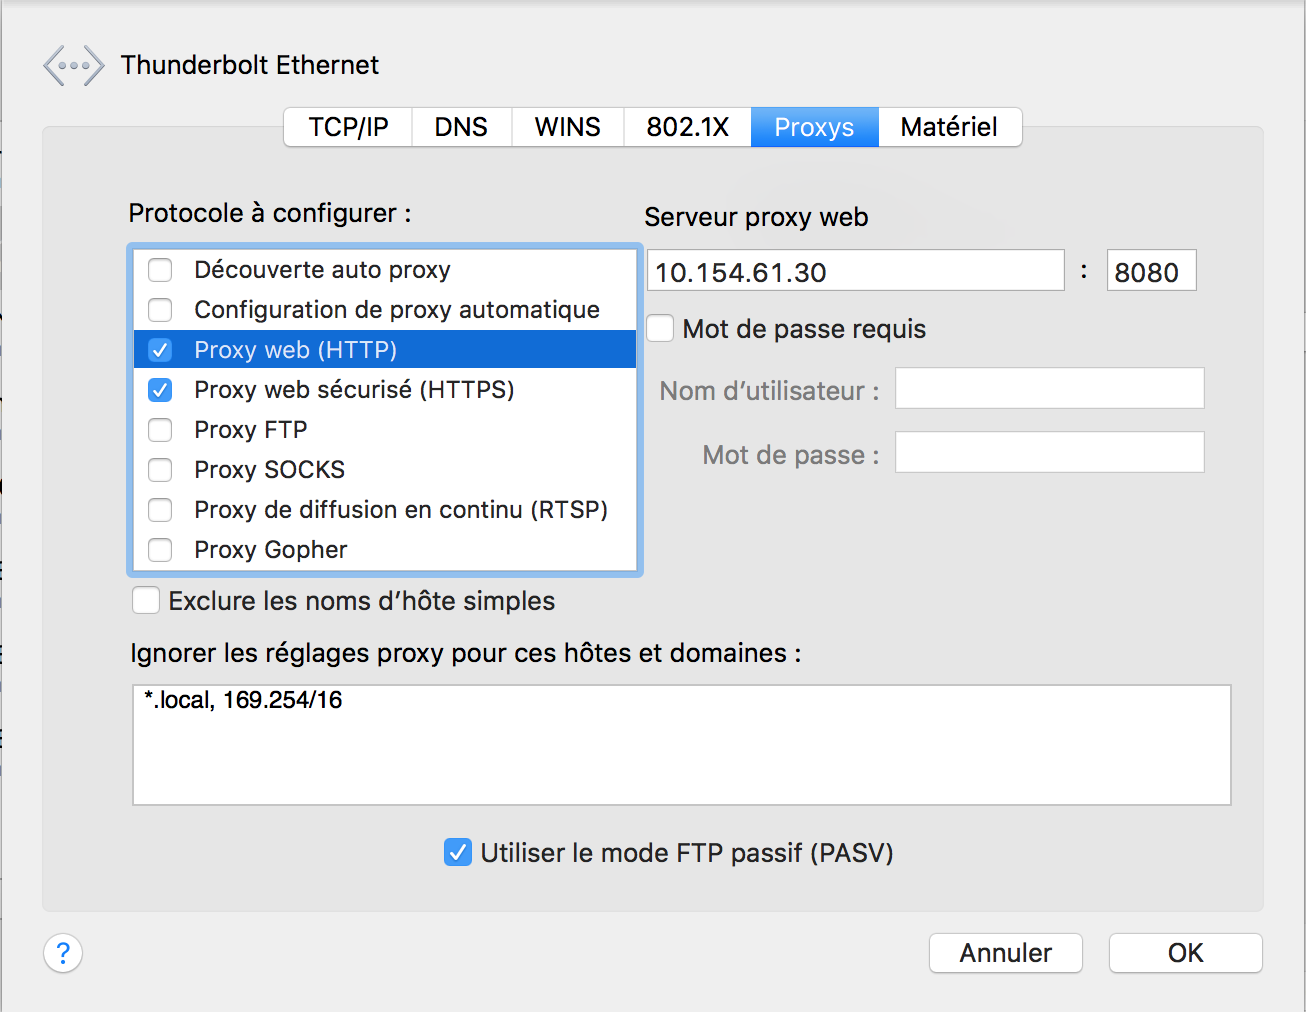 Thunderbolt Ethernet
TCP/IP DNS WINS 802.1X Proxys Matériel
Protocole à configurer :
Découverte auto proxy
Configuration de proxy automatique
Proxy web (HTTP)
Proxy web sécurisé (HTTPS)
Proxy FTP
Proxy SOCKS
Proxy de diffusion en continu (RTSP)
Proxy Gopher
Serveur proxy web
10.154.61.30 : 8080
Mot de passe requis
Nom d’utilisateur :
Mot de passe :
Exclure les noms d’hôte simples
Ignorer les réglages proxy pour ces hôtes et domaines :
*.local, 169.254/16
Utiliser le mode FTP passif (PASV)
? Annuler OK